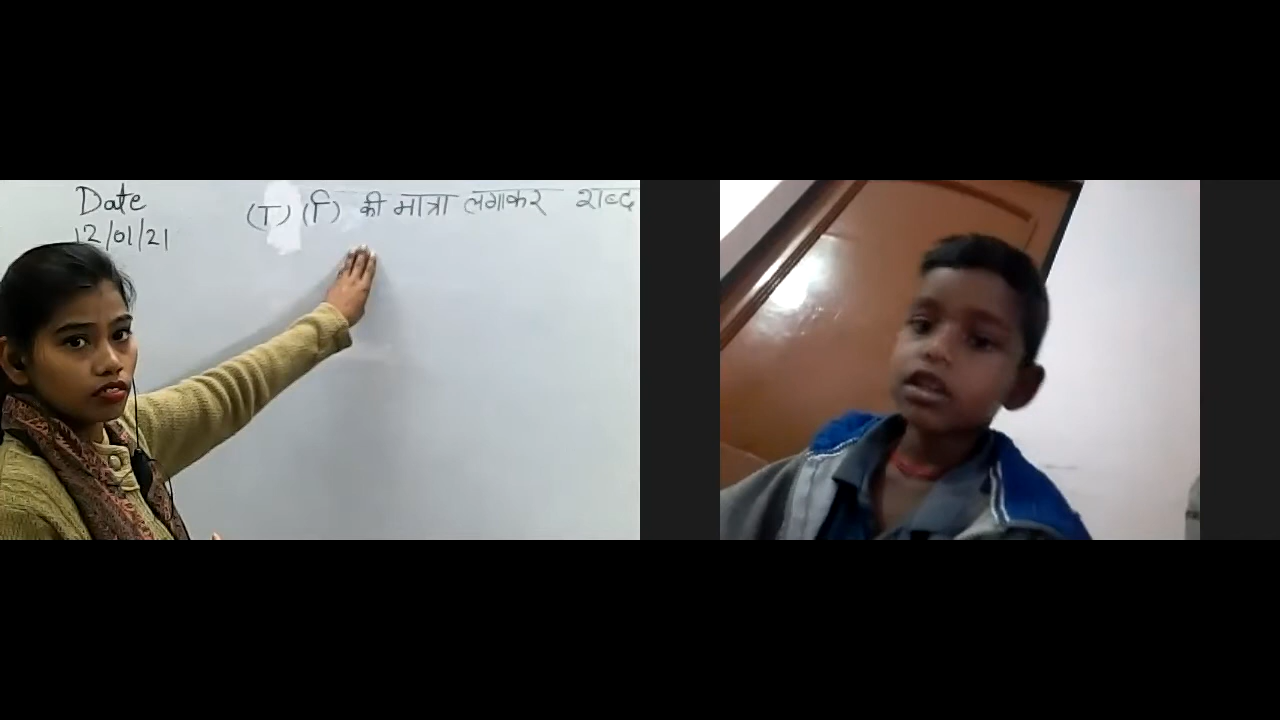 Date
12/01/21
(ा) (ि) की मात्रा लगाकर शब्द